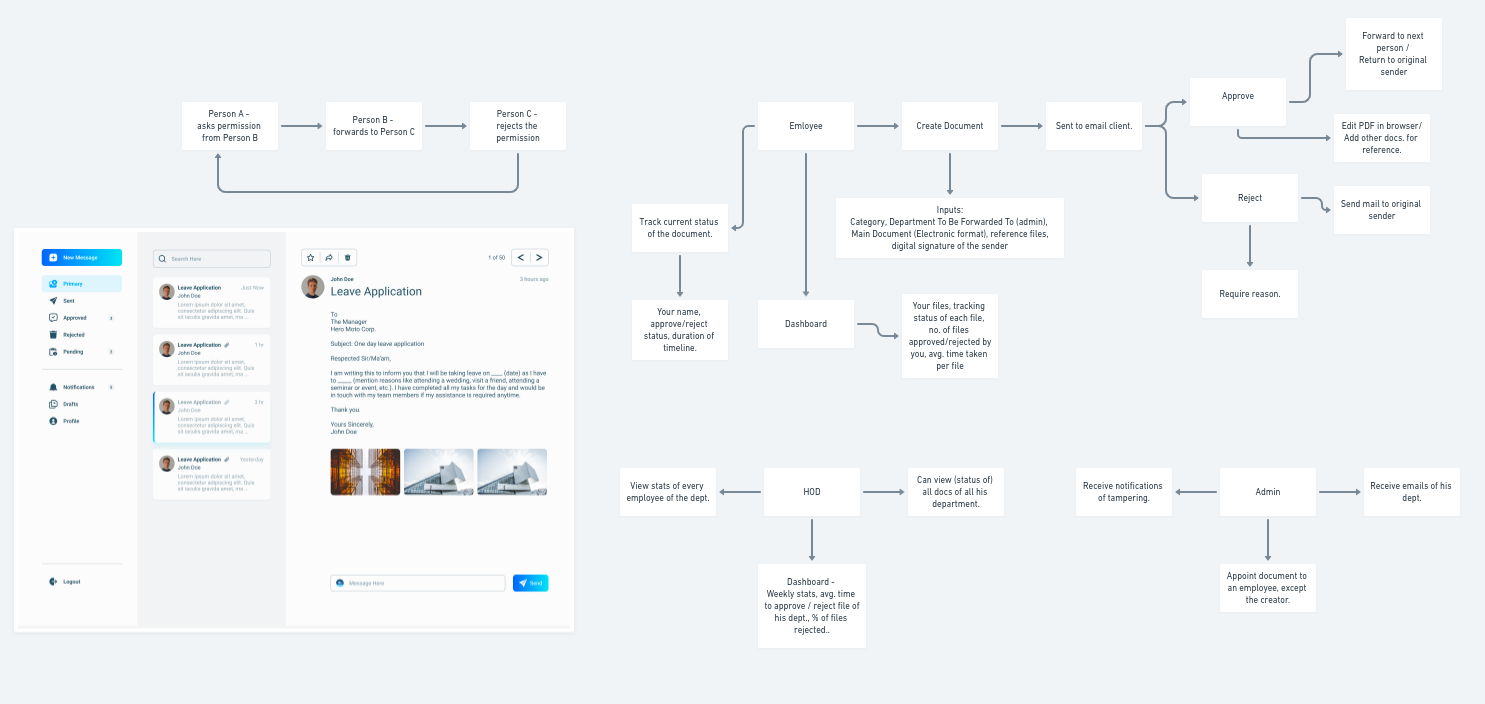 Person A -
asks permission
from Person B
Person B -
forwards to Person C
Person C -
rejects the
permission
New Message
Primary
Sent
Approved
Rejected
Pending
Notifications
Drafts
Profile
Logout
Search Here
Leave Application
Just Now
John Doe
Lorem ipsum dolor sit amet,
consectetur adipiscing elit. Quis
sit iaculis gravida amet, ma ...
Leave Application
1 hr
John Doe
Lorem ipsum dolor sit amet,
consectetur adipiscing elit. Quis
sit iaculis gravida amet, ma ...
Leave Application
3 hr
John Doe
Lorem ipsum dolor sit amet,
consectetur adipiscing elit. Quis
sit iaculis gravida amet, ma ...
Leave Application
Yesterday
John Doe
Lorem ipsum dolor sit amet,
consectetur adipiscing elit. Quis
sit iaculis gravida amet, ma ...
1 of 50
John Doe
3 hours ago
Leave Application
To
The Manager
Hero Moto Corp.
Subject: One day leave application
Respected Sir/Ma'am,
I am writing this to inform you that I will be taking leave on ____ (date) as I have
to _____ (mention reasons like attending a wedding, visit a friend, attending a
seminar or event, etc.). I have completed all my tasks for the day and would be
in touch with my team members if my assistance is required anytime.
Thank you.
Yours Sincerely,
John Doe
Message Here
Send
Emloyee
Create Document
Sent to email client.
Approve
Forward to next
person /
Return to original
sender
Edit PDF in browser/
Add other docs. for
reference.
Reject
Send mail to original
sender
Require reason.
Inputs:
Category, Department To Be Forwarded To (admin),
Main Document (Electronic format), reference files,
digital signature of the sender
Track current status
of the document.
Your name,
approve/reject
status, duration of
timeline.
Dashboard
Your files, tracking
status of each file,
no. of files
approved/rejected by
you, avg. time taken
per file
View stats of every
employee of the dept.
HOD
Can view (status of)
all docs of all his
department.
Dashboard -
Weekly stats, avg. time
to approve / reject file of
his dept., % of files
rejected..
Receive notifications
of tampering.
Admin
Receive emails of his
dept.
Appoint document to
an employee, except
the creator.